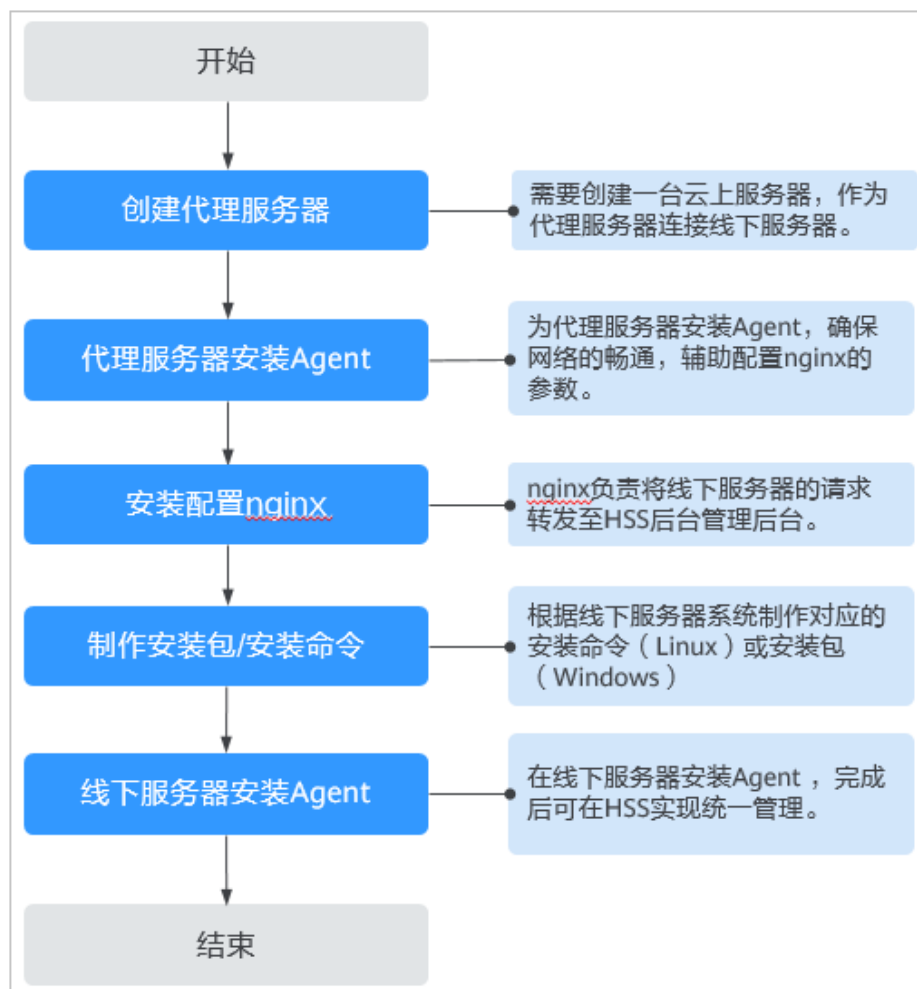 开始
创建代理服务器
需要创建一台云上服务器，作为
代理服务器连接线下服务器。
代理服务器安装Agent
为代理服务器安装Agent，确保
网络的畅通，辅助配置nginx的
参数。
安装配置nginx
nginx负责将线下服务器的请求
转发至HSS后台管理后台。
制作安装包/安装命令
根据线下服务器系统制作对应的
安装命令（Linux）或安装包
（Windows）
线下服务器安装Agent
在线下服务器安装Agent ，完成
后可在HSS实现统一管理。
结束